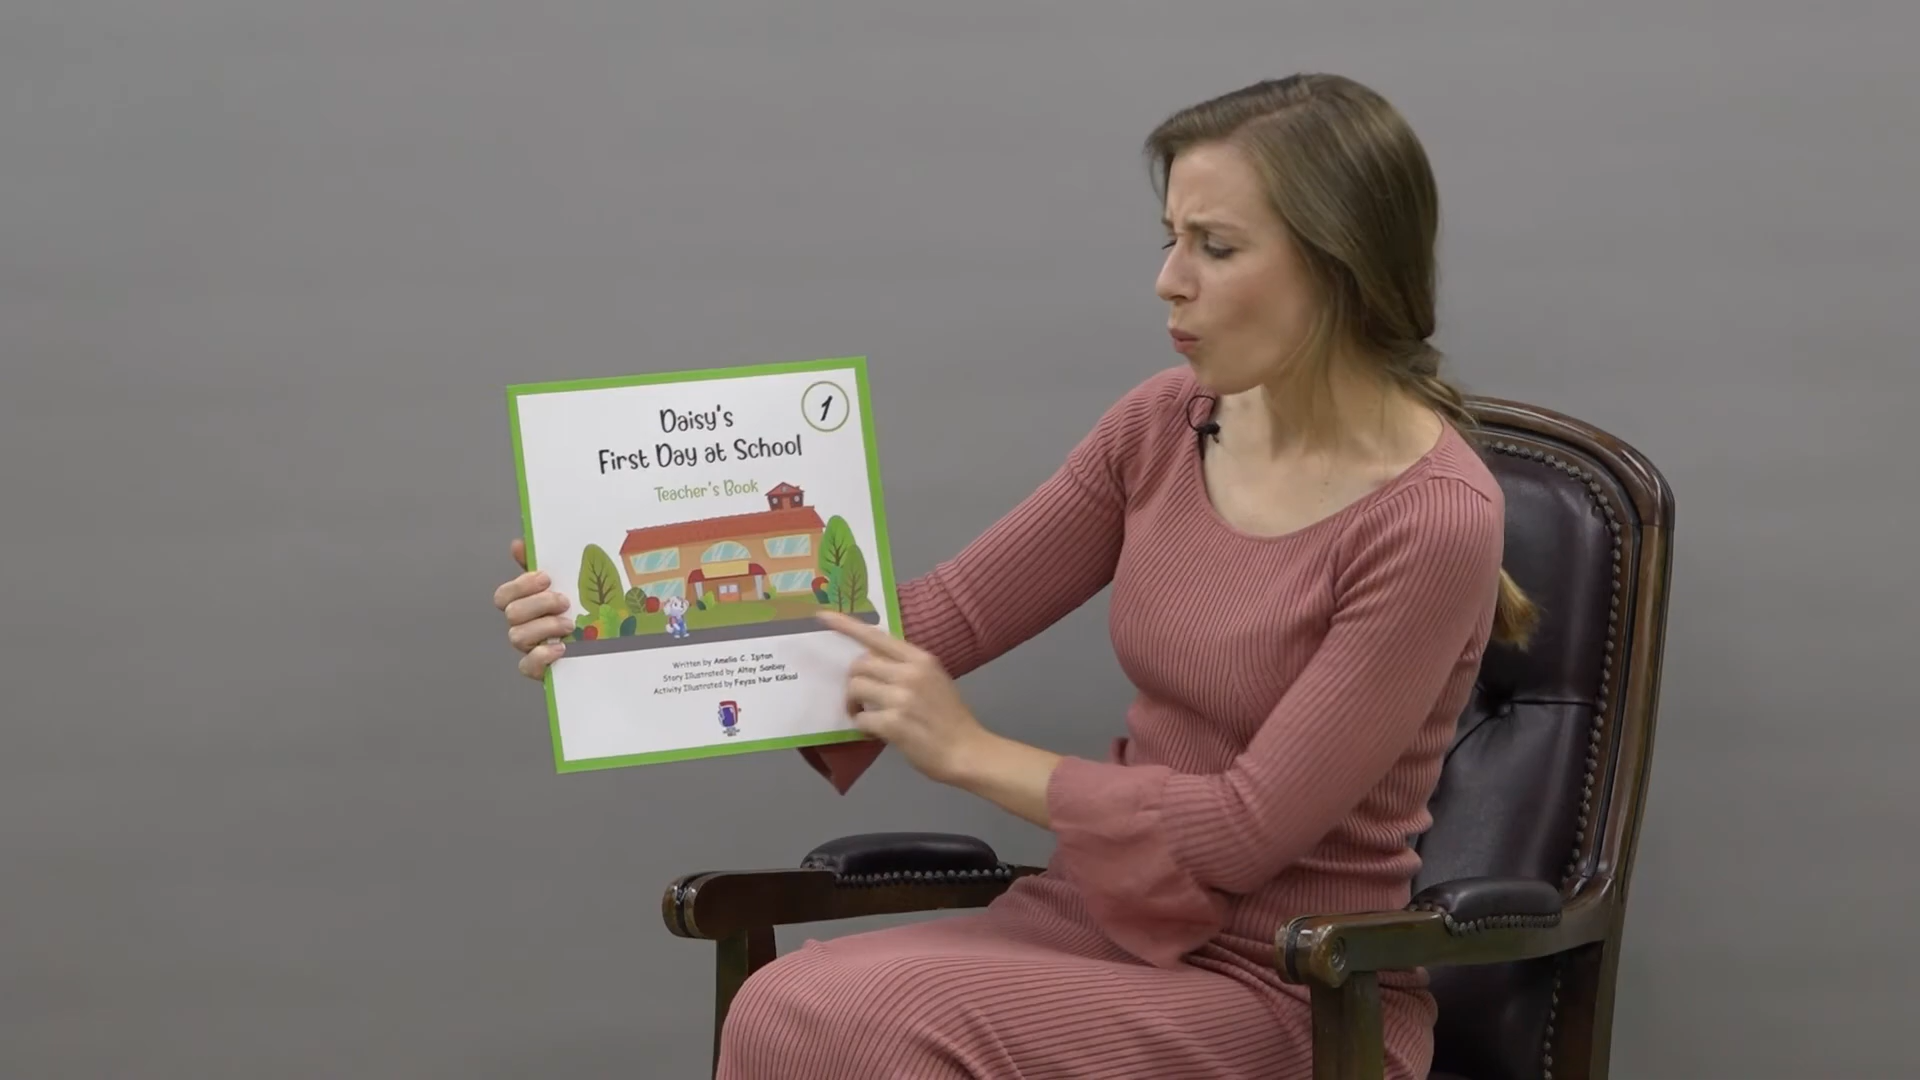 1
Daisy's
First Day at School
Teacher's Book
Written by Amelia C. Iptan
Story Illustrated by Altay Sanbay
Activity Illustrated by Feyza Nur Köksal